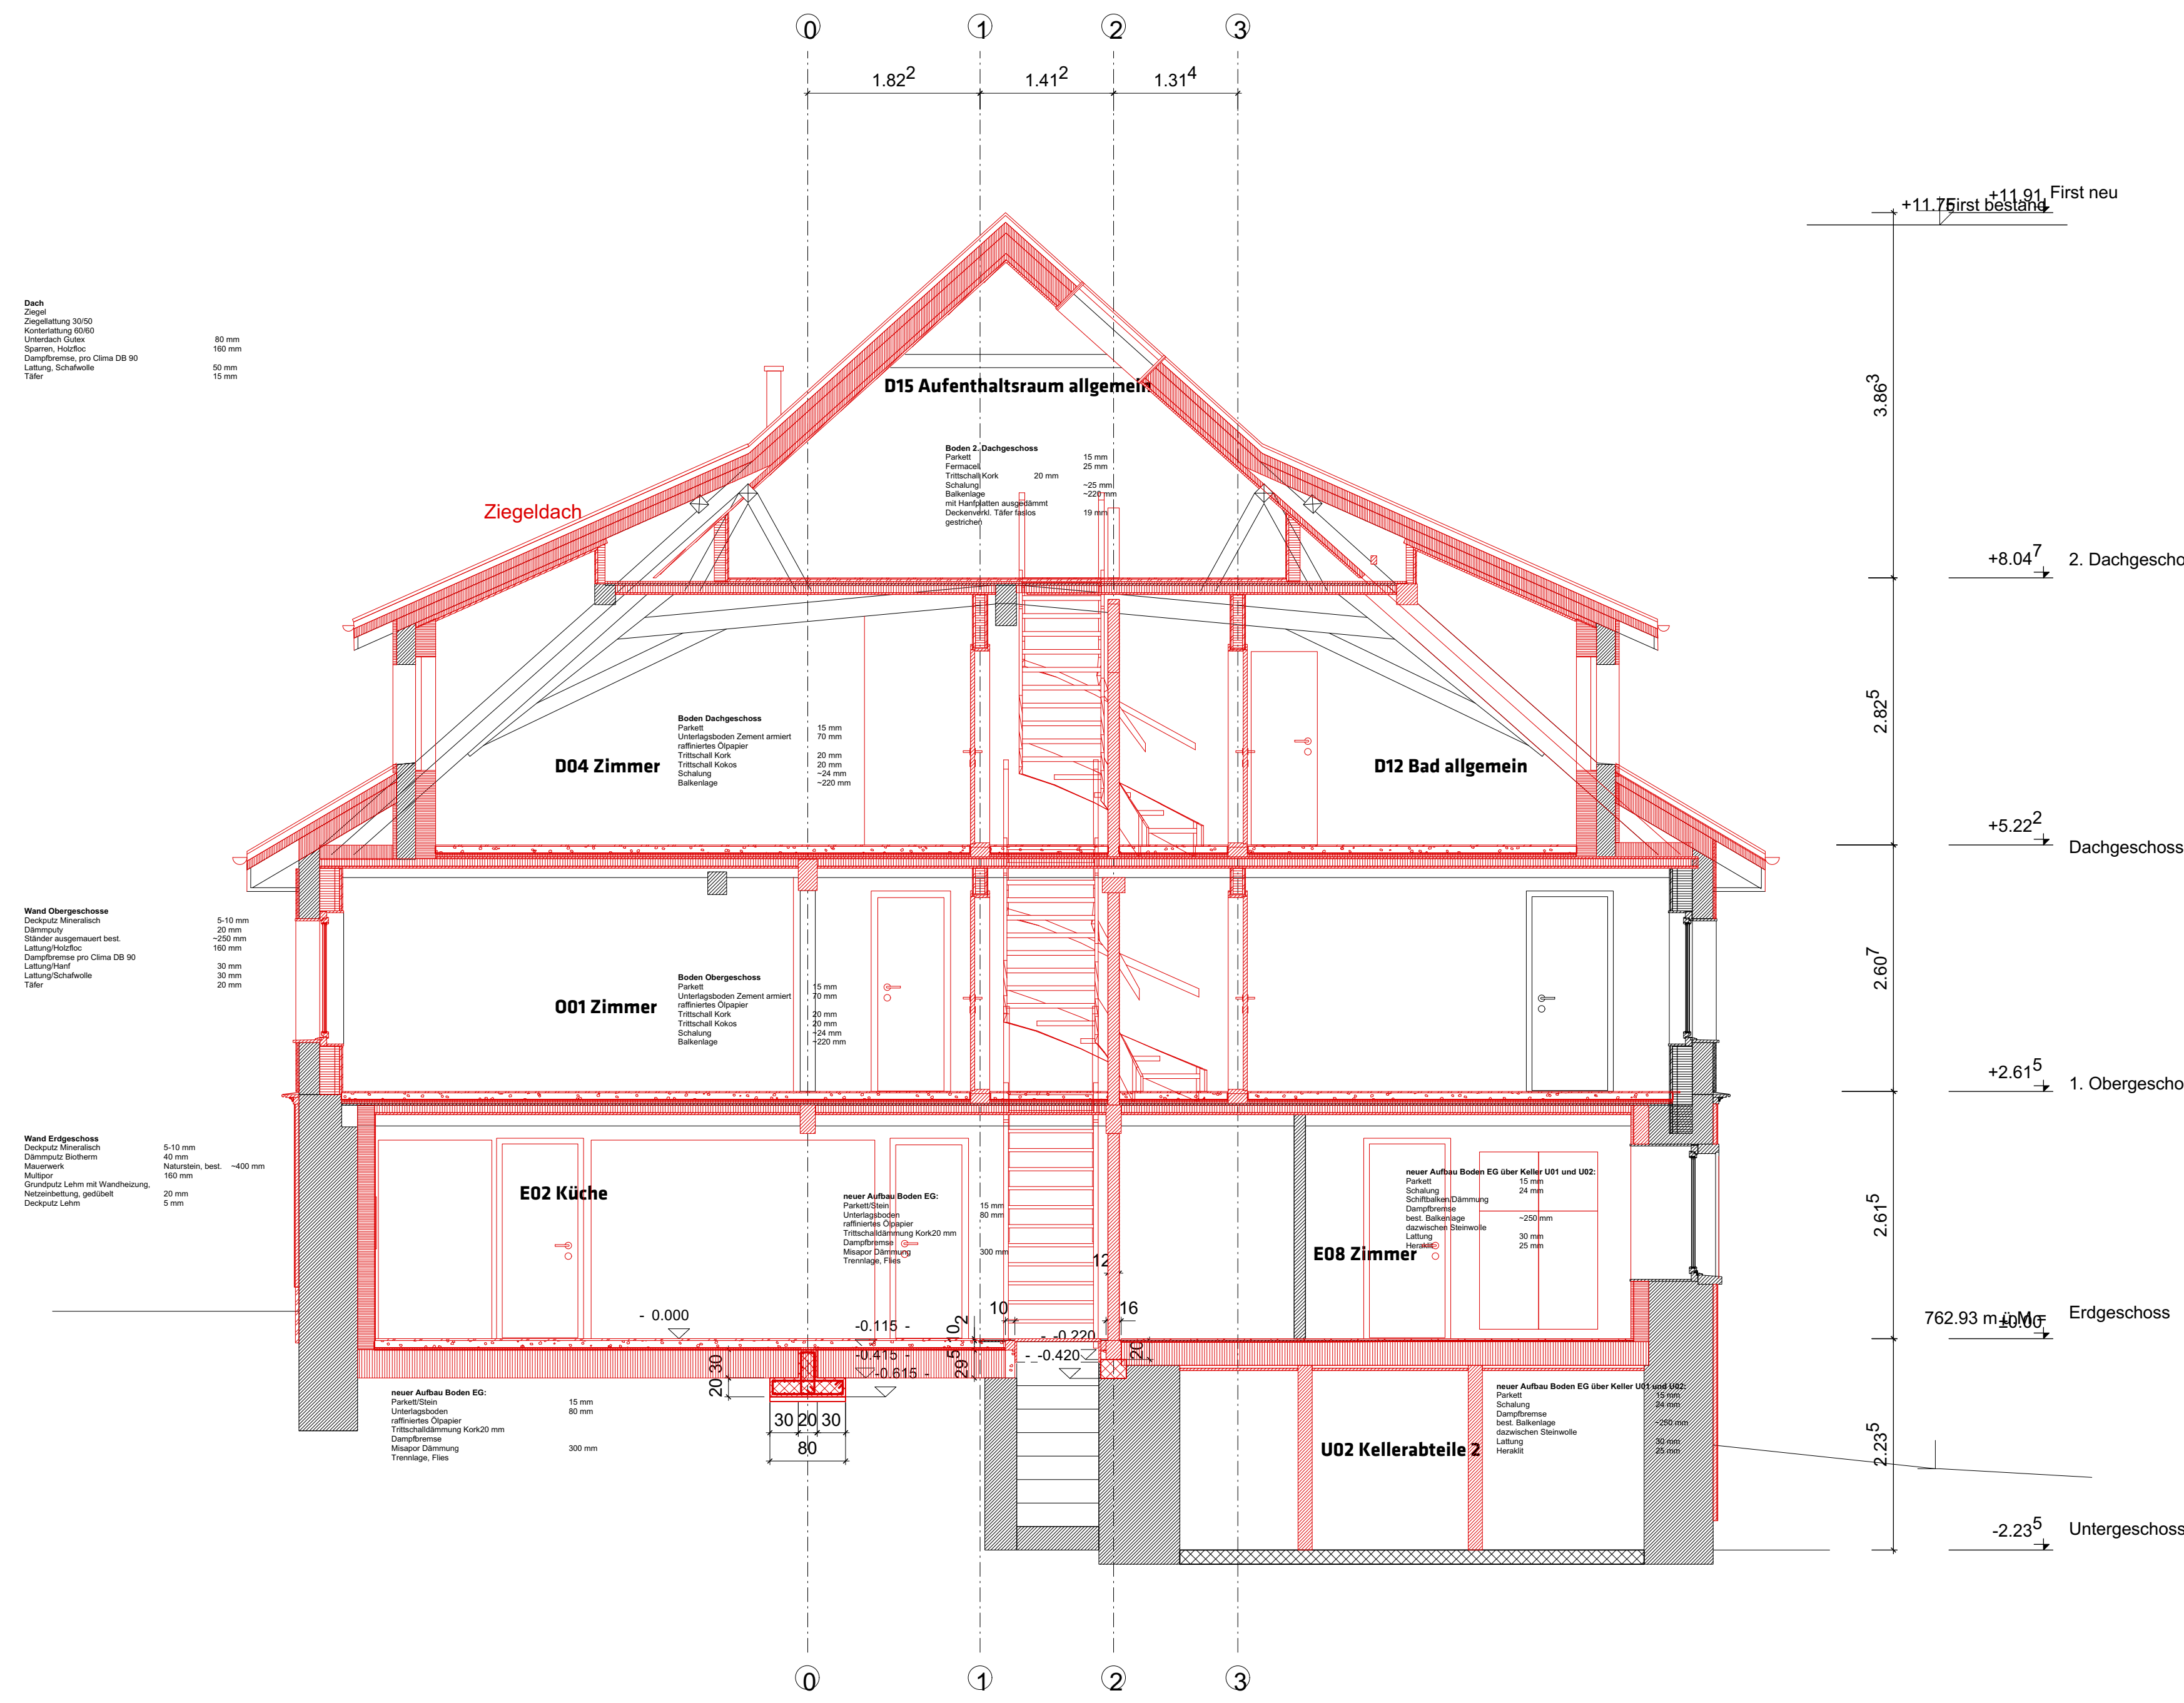 0 1 2 3
1.82² 1.41² 1.31⁴
+11.91 First neu
+11.75 First bestand
Dach
Ziegel
Ziegellattung 30/50
Konterlattung 60/60
Unterdach Gutex 80 mm
Sparren, Holzfloc 160 mm
Dampfbremse, pro Clima DB 90
Lattung, Schafwolle 50 mm
Täfer 15 mm
D15 Aufenthaltsraum allgemein
3.86³
Boden 2. Dachgeschoss
Parkett 15 mm
Fermacell 25 mm
Trittschall Kork 20 mm
Schalung ~25 mm
Balkenlage ~220 mm
mit Hanfplatten ausgedämmt
Deckenverkl. Täfer faslos 19 mm
gestrichen
Ziegeldach
+8.04⁷ 2. Dachgescho
2.82⁵
Boden Dachgeschoss
Parkett 15 mm
Unterlagsboden Zement armiert 70 mm
raffiniertes Ölpapier
Trittschall Kork 20 mm
Trittschall Kokos 20 mm
Schalung ~24 mm
Balkenlage ~220 mm
D04 Zimmer
D12 Bad allgemein
+5.22² Dachgeschoss
Wand Obergeschosse
Deckputz Mineralisch 5-10 mm
Dämmputy 20 mm
Ständer ausgemauert best. ~250 mm
Lattung/Holzfloc 160 mm
Dampfbremse pro Clima DB 90
Lattung/Hanf 30 mm
Lattung/Schafwolle 30 mm
Täfer 20 mm
2.60⁷
Boden Obergeschoss
Parkett 15 mm
Unterlagsboden Zement armiert 70 mm
raffiniertes Ölpapier
Trittschall Kork 20 mm
Trittschall Kokos 20 mm
Schalung ~24 mm
Balkenlage ~220 mm
O01 Zimmer
+2.61⁵ 1. Obergescho
Wand Erdgeschoss
Deckputz Mineralisch 5-10 mm
Dämmputz Biotherm 40 mm
Mauerwerk Naturstein, best. ~400 mm
Multipor 160 mm
Grundputz Lehm mit Wandheizung,
Netzeinbettung, gedübelt 20 mm
Deckputz Lehm 5 mm
E02 Küche
neuer Aufbau Boden EG:
Parkett/Stein 15 mm
Unterlagsboden 80 mm
raffiniertes Ölpapier
Trittschalldämmung Kork20 mm
Dampfbremse
Misapor Dämmung 300 mm
Trennlage, Flies
neuer Aufbau Boden EG über Keller U01 und U02:
Parkett 15 mm
Schalung 24 mm
Schiftbalken/Dämmung
Dampfbremse
best. Balkenlage ~250 mm
dazwischen Steinwolle
Lattung 30 mm
Heraklit 25 mm
E08 Zimmer
2.61⁵
12
10 16
- 0.000
-0.115 -
-0.415 -
-0.615 -
10²
29⁵
- -0.220
- -0.420
20
762.93 m.ü.M =
±0.00 Erdgeschoss
30
20
30 20 30
80
neuer Aufbau Boden EG:
Parkett/Stein 15 mm
Unterlagsboden 80 mm
raffiniertes Ölpapier
Trittschalldämmung Kork20 mm
Dampfbremse
Misapor Dämmung 300 mm
Trennlage, Flies
neuer Aufbau Boden EG über Keller U01 und U02:
Parkett 15 mm
Schalung 24 mm
Dampfbremse
best. Balkenlage ~250 mm
dazwischen Steinwolle
Lattung 30 mm
Heraklit 25 mm
U02 Kellerabteile 2
2.23⁵
-2.23⁵ Untergeschoss
0 1 2 3